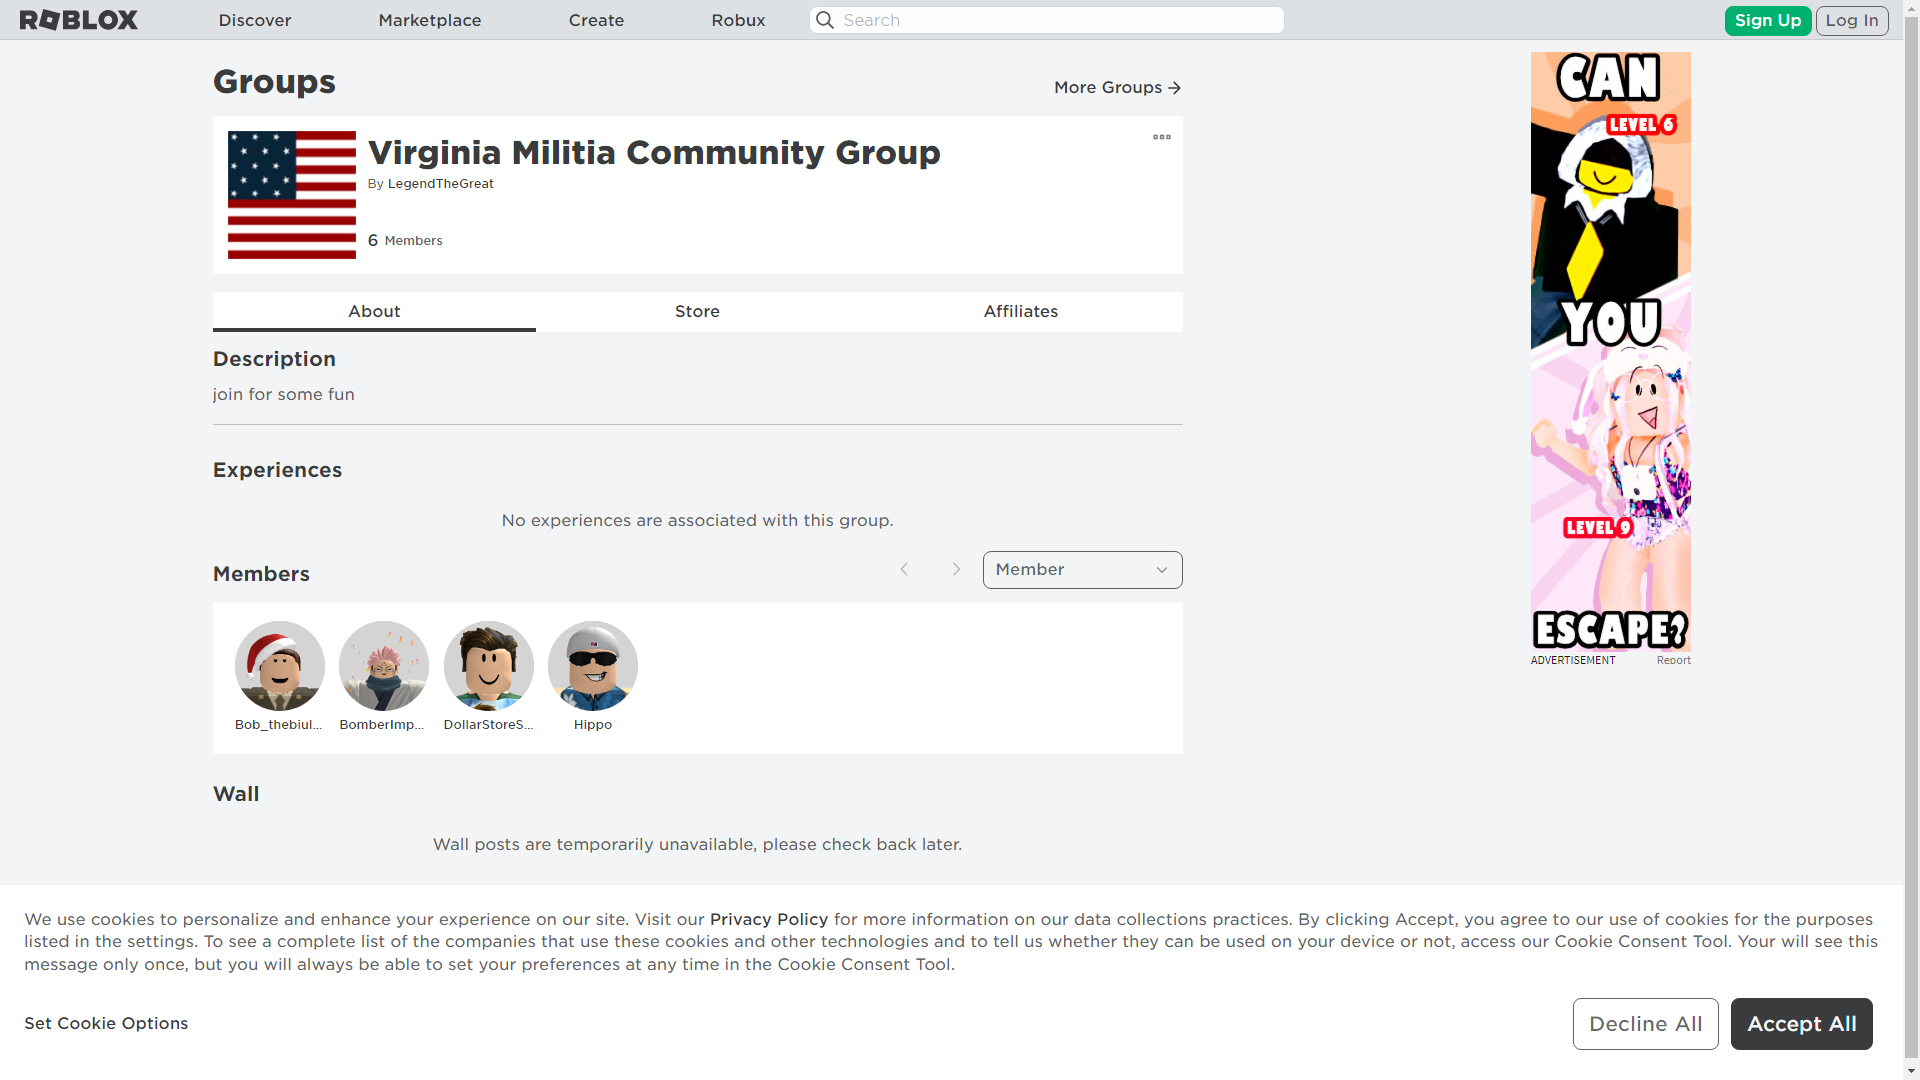 ROBLOX Discover Marketplace Create Robux Search Sign Up Log In
Groups
More Groups
Virginia Militia Community Group
By LegendTheGreat
6 Members
About Store Affiliates
Description
join for some fun
Experiences
No experiences are associated with this group.
Members
Member
Bob_thebiul... BomberImp... DollarStoreS... Hippo
Wall
Wall posts are temporarily unavailable, please check back later.
CAN
LEVEL 6
YOU
LEVEL 9
ESCAPE?
ADVERTISEMENT Report
We use cookies to personalize and enhance your experience on our site. Visit our Privacy Policy for more information on our data collections practices. By clicking Accept, you agree to our use of cookies for the purposes
listed in the settings. To see a complete list of the companies that use these cookies and other technologies and to tell us whether they can be used on your device or not, access our Cookie Consent Tool. Your will see this
message only once, but you will always be able to set your preferences at any time in the Cookie Consent Tool.
Set Cookie Options
Decline All
Accept All